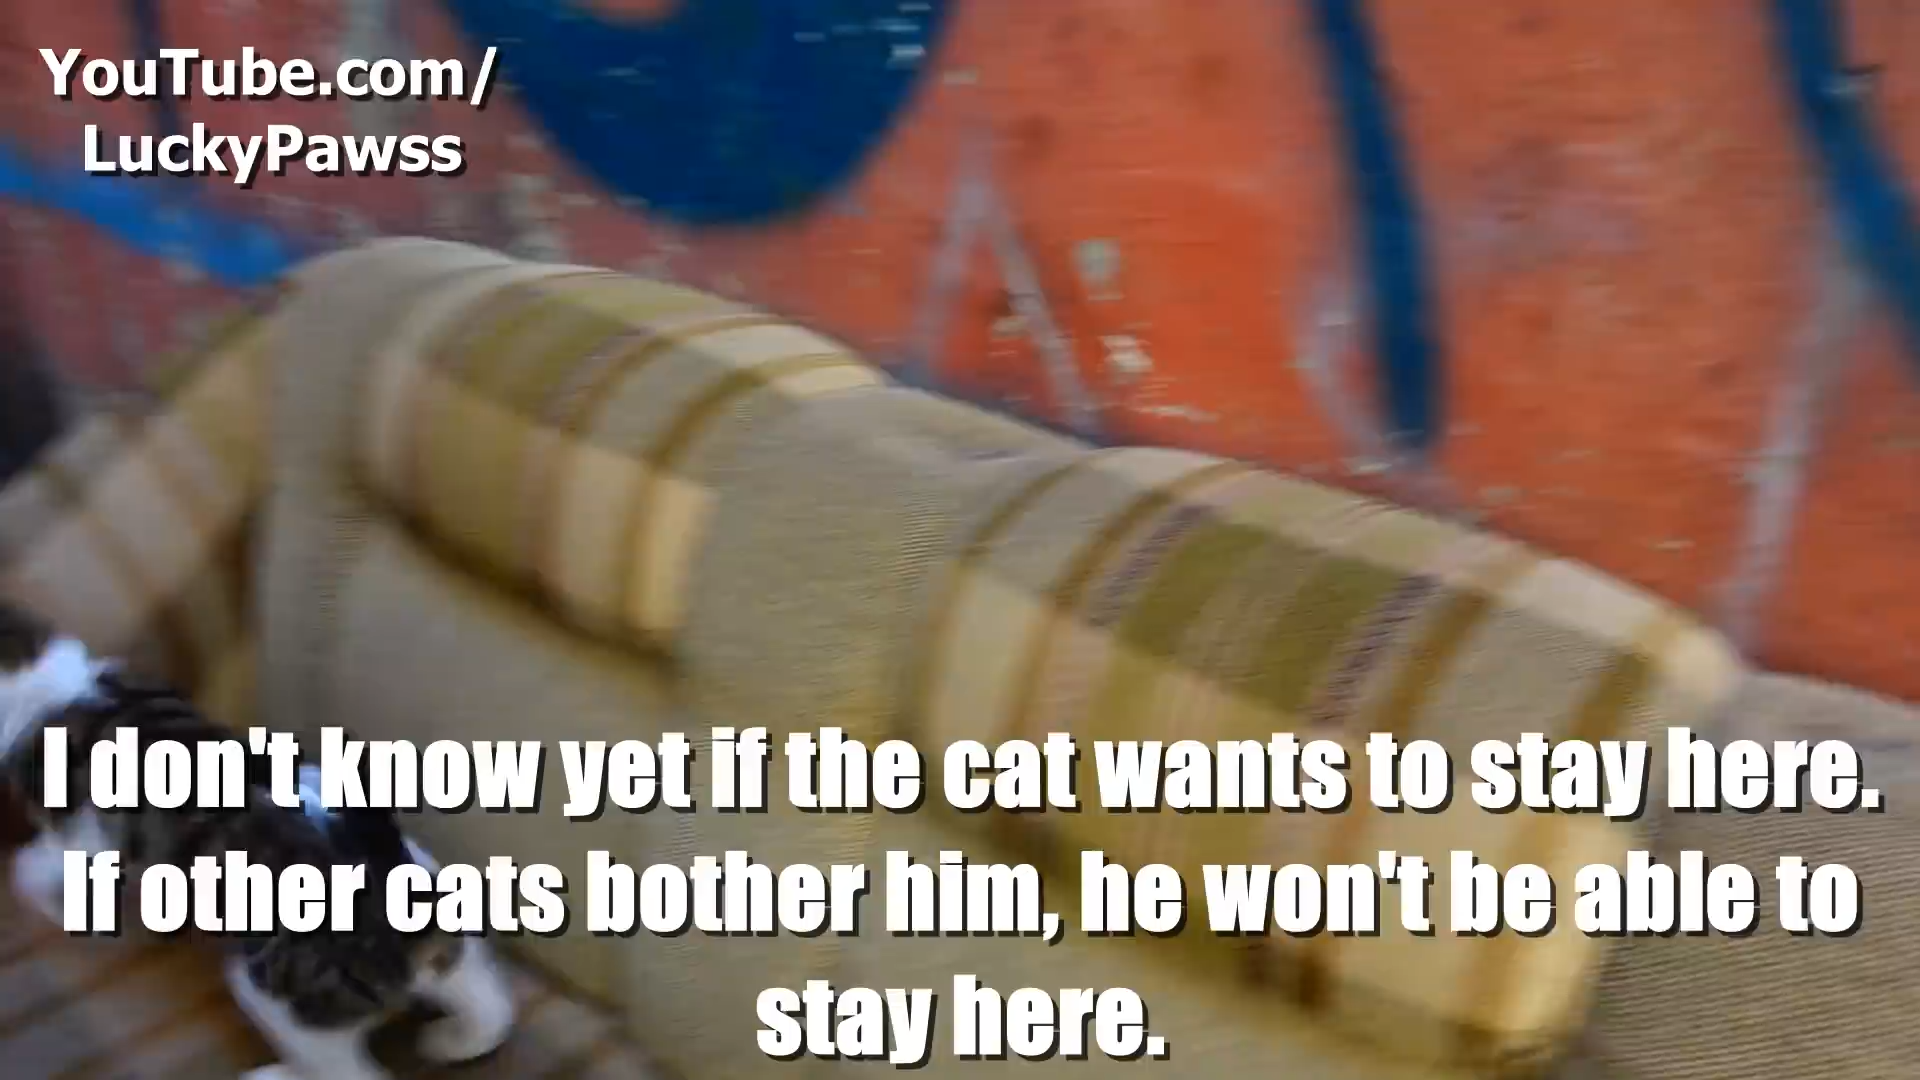 YouTube.com/
LuckyPawss
I don't know yet if the cat wants to stay here.
If other cats bother him, he won't be able to
stay here.